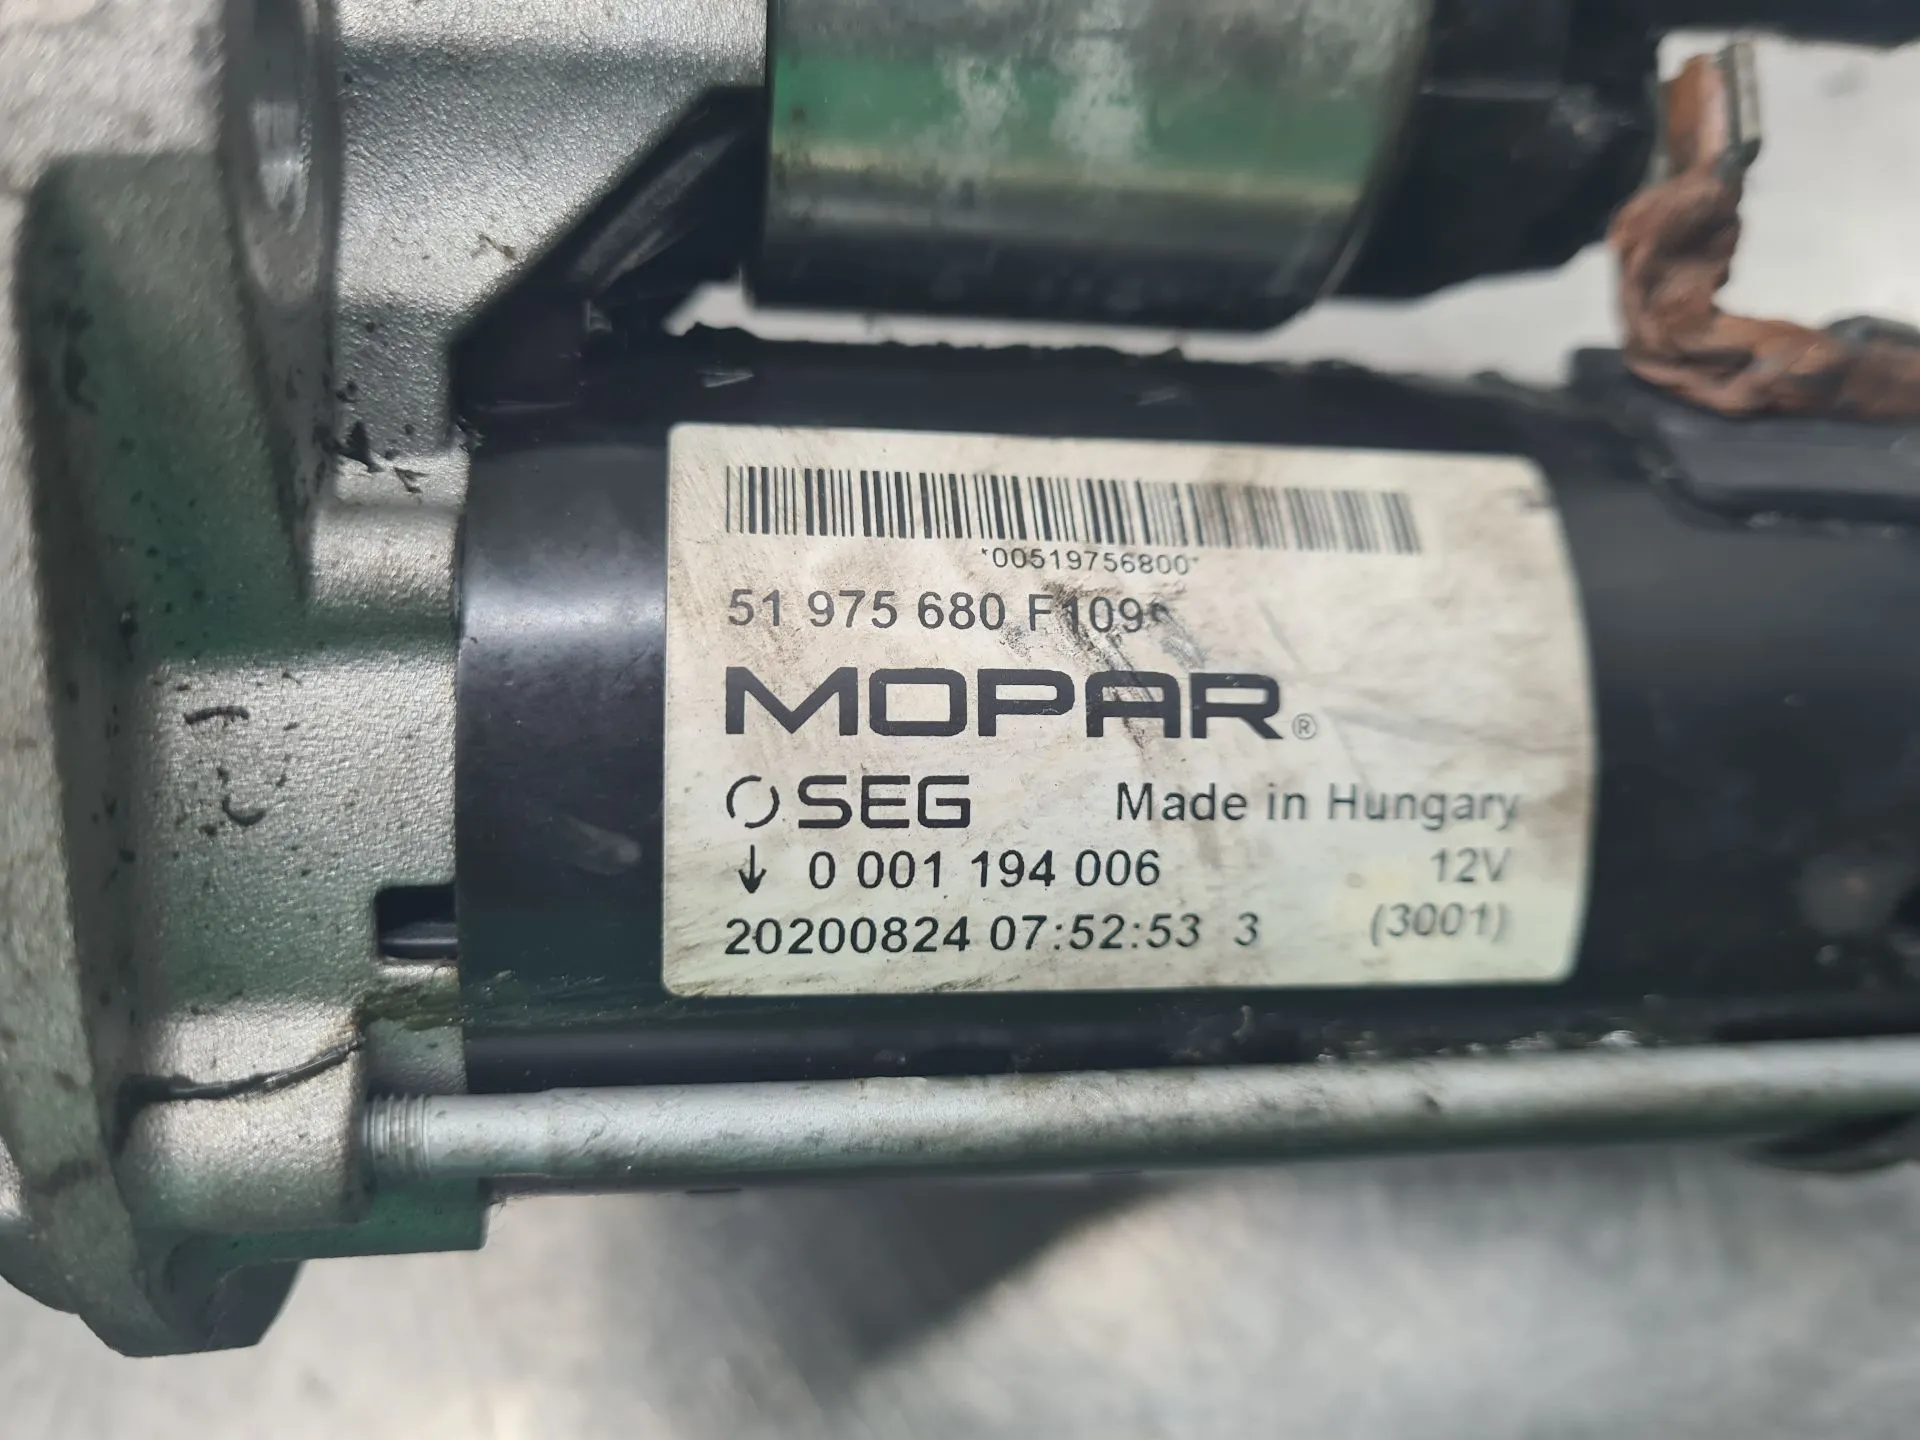 *00519756800*
51 975 680
MOPAR®
SEG Made in Hungary
0 001 194 006 12V
20200824 07:52:53 3 (3001)